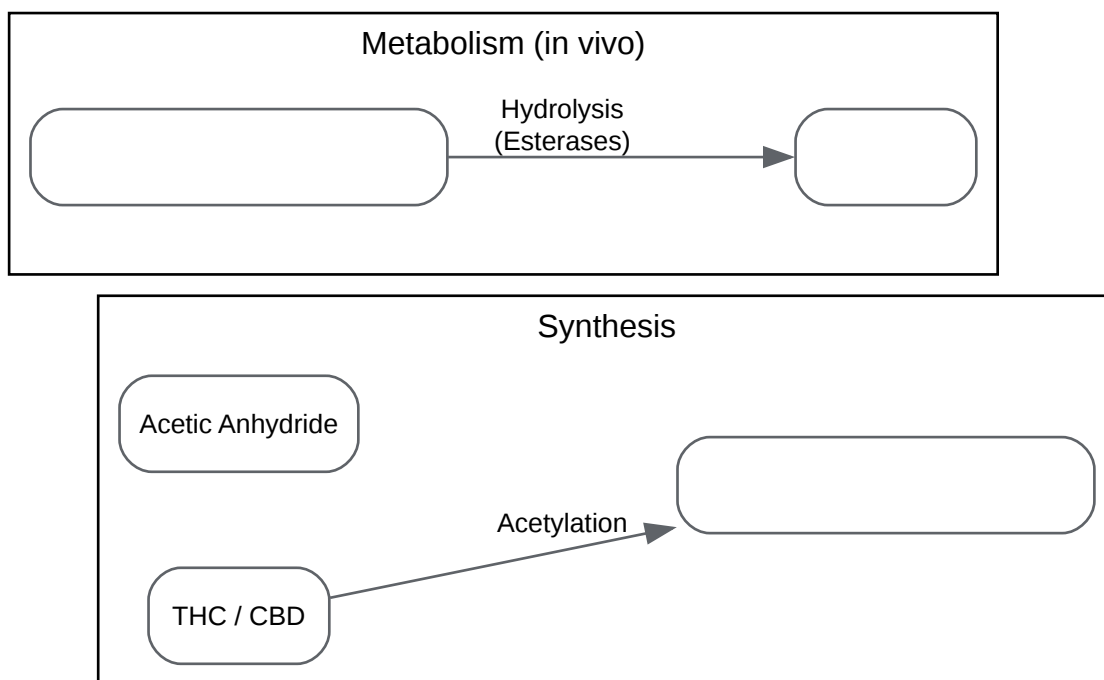 Metabolism (in vivo)
Hydrolysis
(Esterases)
Synthesis
Acetic Anhydride
Acetylation
THC / CBD